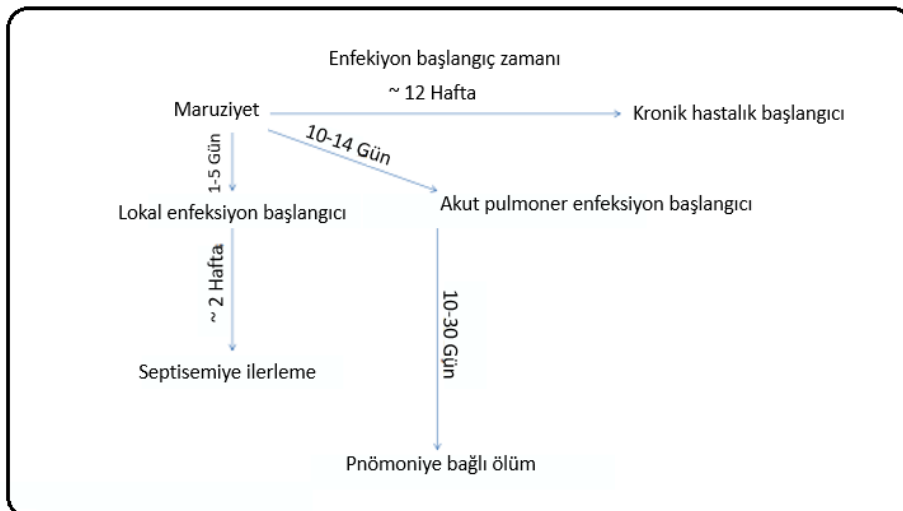 Enfekiyon başlangıç zamanı
~ 12 Hafta
Maruziyet
Kronik hastalık başlangıcı
10-14 Gün
1-5 Gün
Lokal enfeksiyon başlangıcı
Akut pulmoner enfeksiyon başlangıcı
~ 2 Hafta
10-30 Gün
Septisemiye ilerleme
Pnömoniye bağlı ölüm